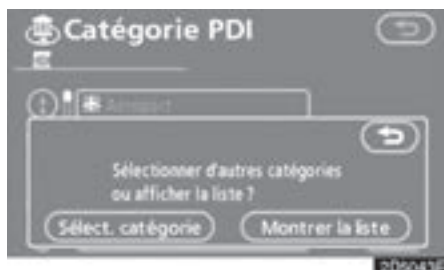 Catégorie PDI
Aéroport
Sélectionner d'autres catégories
ou afficher la liste ?
Sélect. catégorie
Montrer la liste